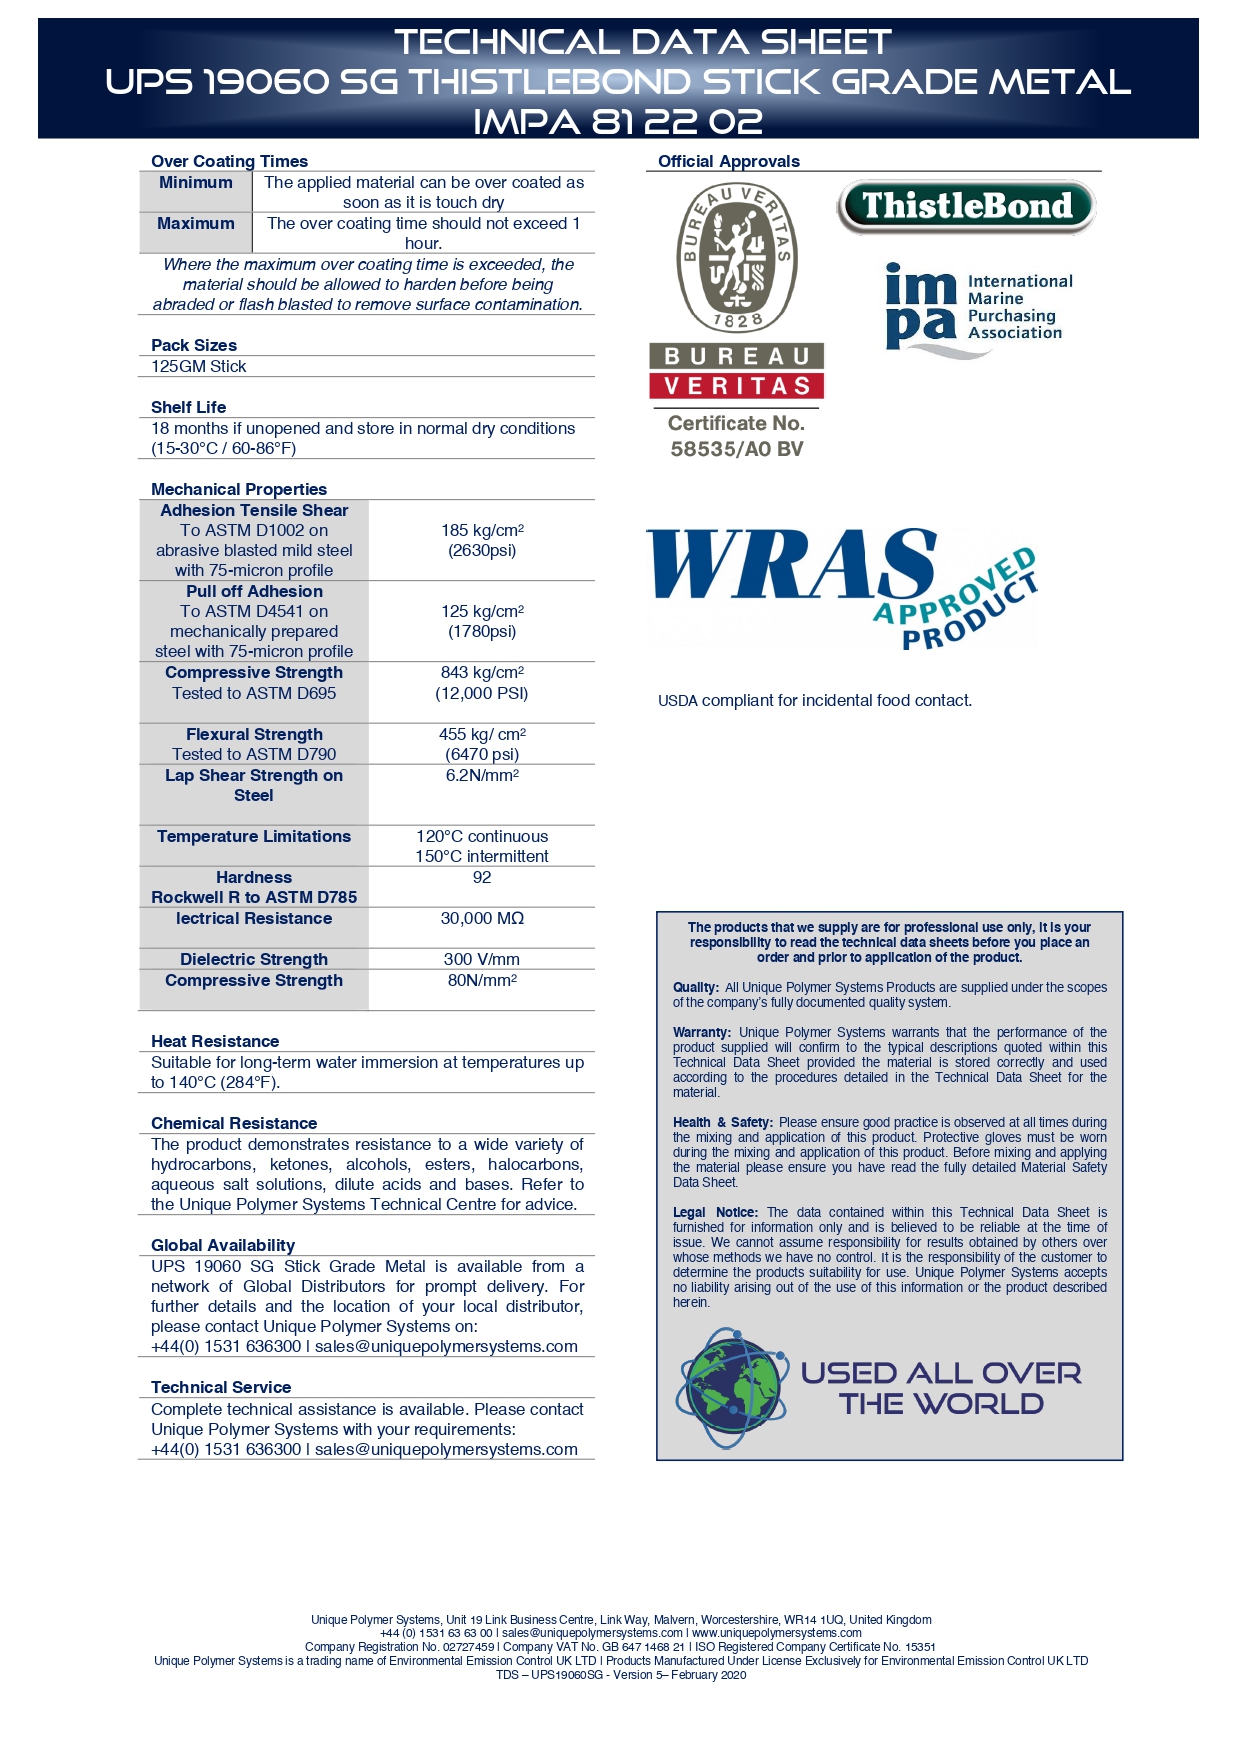 TECHNICAL DATA SHEET
UPS 19060 SG THISTLEBOND STICK GRADE METAL
IMPA 81 22 02
Over Coating Times
Minimum
The applied material can be over coated as
soon as it is touch dry
Maximum
The over coating time should not exceed 1
hour.
Where the maximum over coating time is exceeded, the
material should be allowed to harden before being
abraded or flash blasted to remove surface contamination.
Pack Sizes
125GM Stick
Shelf Life
18 months if unopened and store in normal dry conditions
(15-30°C / 60-86°F)
Mechanical Properties
Adhesion Tensile Shear
To ASTM D1002 on
abrasive blasted mild steel
with 75-micron profile
185 kg/cm²
(2630psi)
Pull off Adhesion
To ASTM D4541 on
mechanically prepared
steel with 75-micron profile
125 kg/cm²
(1780psi)
Compressive Strength
Tested to ASTM D695
843 kg/cm²
(12,000 PSI)
Flexural Strength
Tested to ASTM D790
455 kg/ cm²
(6470 psi)
Lap Shear Strength on
Steel
6.2N/mm²
Temperature Limitations
120°C continuous
150°C intermittent
Hardness
Rockwell R to ASTM D785
92
lectrical Resistance
30,000 MΩ
Dielectric Strength
300 V/mm
Compressive Strength
80N/mm²
Heat Resistance
Suitable for long-term water immersion at temperatures up
to 140°C (284°F).
Chemical Resistance
The product demonstrates resistance to a wide variety of
hydrocarbons, ketones, alcohols, esters, halocarbons,
aqueous salt solutions, dilute acids and bases. Refer to
the Unique Polymer Systems Technical Centre for advice.
Global Availability
UPS 19060 SG Stick Grade Metal is available from a
network of Global Distributors for prompt delivery. For
further details and the location of your local distributor,
please contact Unique Polymer Systems on:
+44(0) 1531 636300 | sales@uniquepolymersystems.com
Technical Service
Complete technical assistance is available. Please contact
Unique Polymer Systems with your requirements:
+44(0) 1531 636300 | sales@uniquepolymersystems.com
Official Approvals
BUREAU VERITAS
1828
BUREAU
VERITAS
Certificate No.
58535/A0 BV
ThistleBond
impa
International
Marine
Purchasing
Association
WRAS
APPROVED
PRODUCT
USDA compliant for incidental food contact.
The products that we supply are for professional use only, it is your
responsibility to read the technical data sheets before you place an
order and prior to application of the product.
Quality: All Unique Polymer Systems Products are supplied under the scopes
of the company's fully documented quality system.
Warranty: Unique Polymer Systems warrants that the performance of the
product supplied will confirm to the typical descriptions quoted within this
Technical Data Sheet provided the material is stored correctly and used
according to the procedures detailed in the Technical Data Sheet for the
material.
Health & Safety: Please ensure good practice is observed at all times during
the mixing and application of this product. Protective gloves must be worn
during the mixing and application of this product. Before mixing and applying
the material please ensure you have read the fully detailed Material Safety
Data Sheet.
Legal Notice: The data contained within this Technical Data Sheet is
furnished for information only and is believed to be reliable at the time of
issue. We cannot assume responsibility for results obtained by others over
whose methods we have no control. It is the responsibility of the customer to
determine the products suitability for use. Unique Polymer Systems accepts
no liability arising out of the use of this information or the product described
herein.
USED ALL OVER
THE WORLD
Unique Polymer Systems, Unit 19 Link Business Centre, Link Way, Malvern, Worcestershire, WR14 1UQ, United Kingdom
+44 (0) 1531 63 63 00 | sales@uniquepolymersystems.com | www.uniquepolymersystems.com
Company Registration No. 02727459 | Company VAT No. GB 647 1468 21 | ISO Registered Company Certificate No. 15351
Unique Polymer Systems is a trading name of Environmental Emission Control UK LTD | Products Manufactured Under License Exclusively for Environmental Emission Control UK LTD
TDS – UPS19060SG - Version 5– February 2020